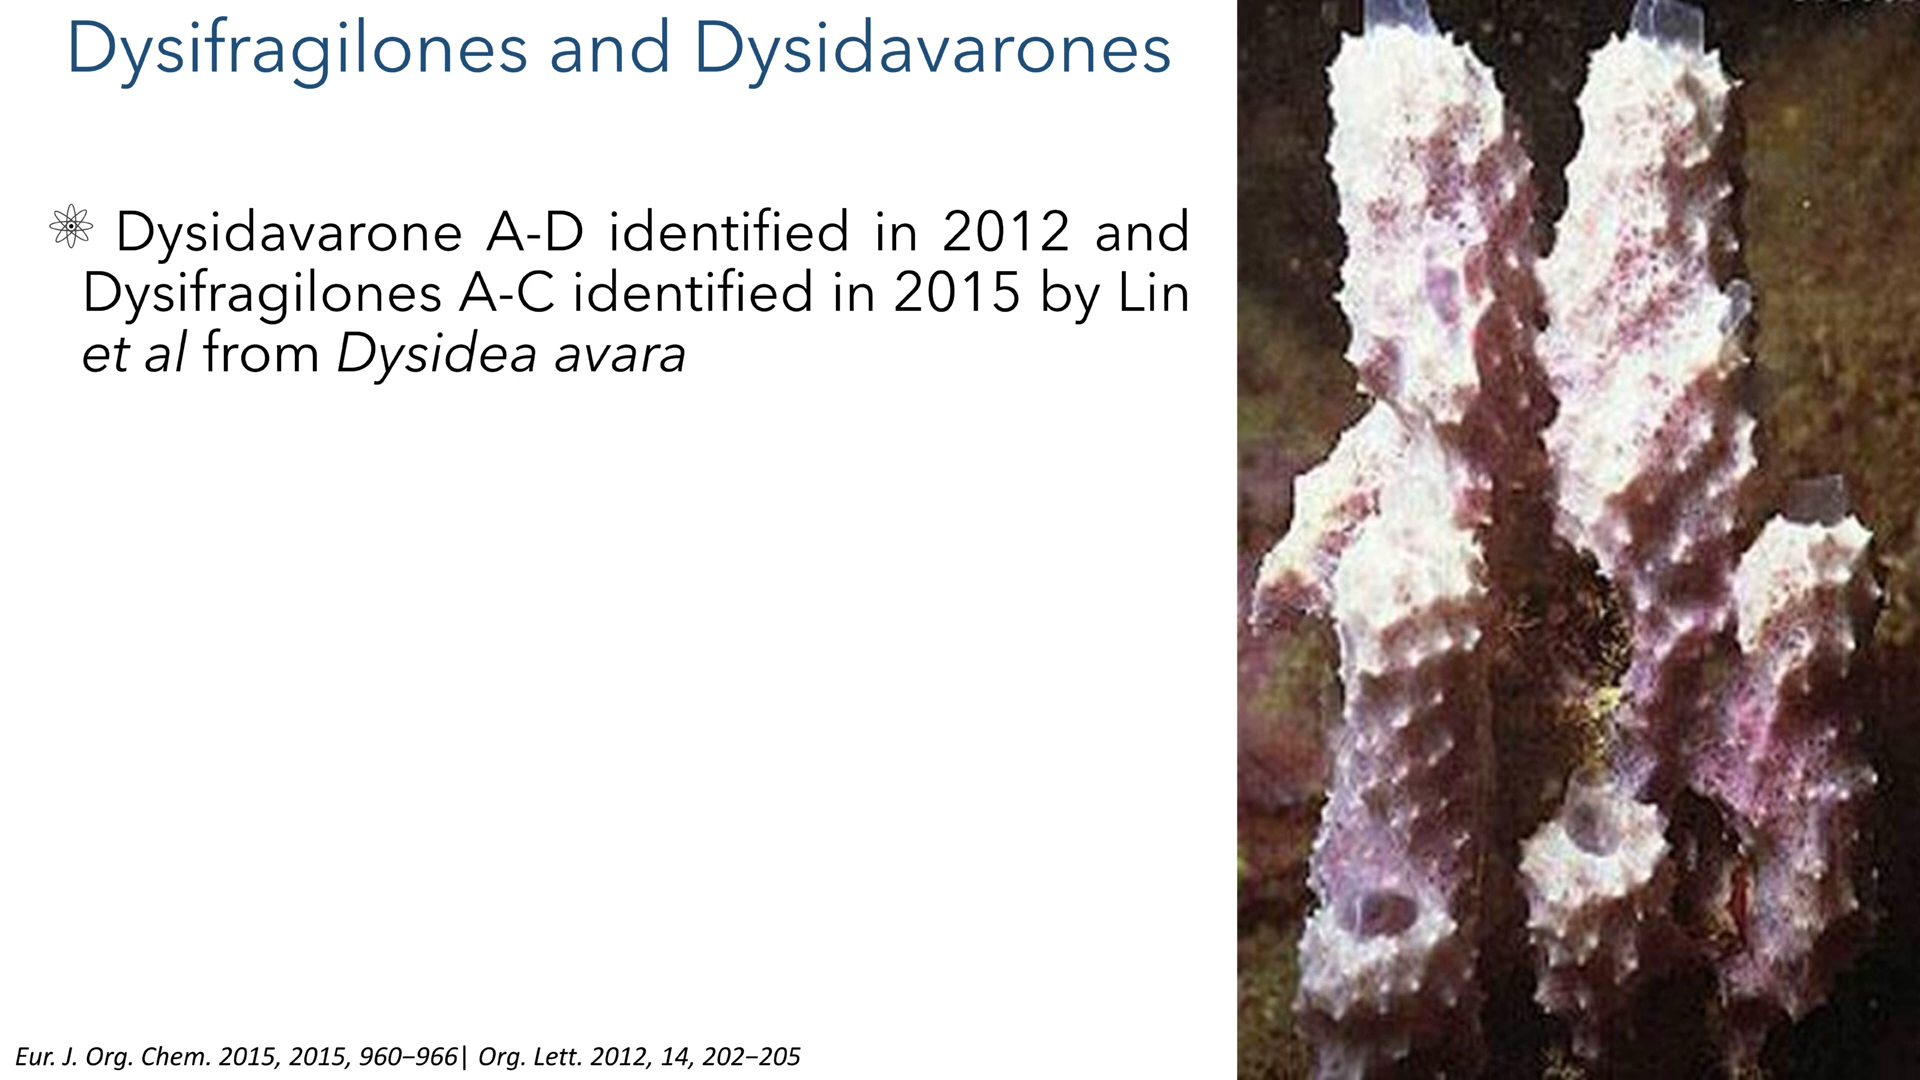 Dysifragilones and Dysidavarones
Dysidavarone A-D identified in 2012 and
Dysifragilones A-C identified in 2015 by Lin
et al from Dysidea avara
Eur. J. Org. Chem. 2015, 2015, 960–966| Org. Lett. 2012, 14, 202–205